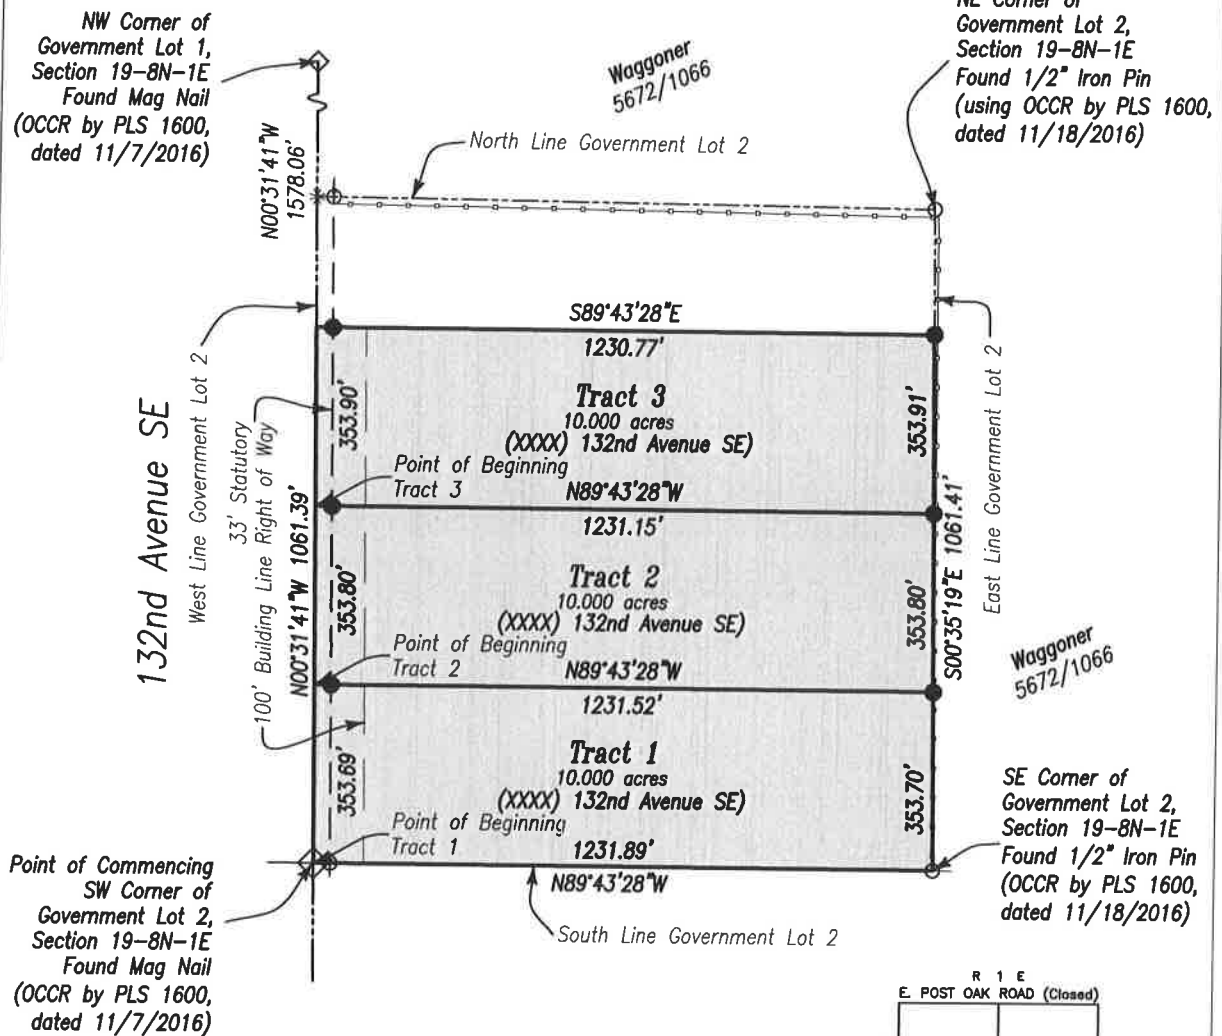 NW Corner of
Government Lot 1,
Section 19-8N-1E
Found Mag Nail
(OCCR by PLS 1600,
dated 11/7/2016)
Waggoner
5672/1066
NE Corner of
Government Lot 2,
Section 19-8N-1E
Found 1/2" Iron Pin
(using OCCR by PLS 1600,
dated 11/18/2016)
North Line Government Lot 2
N00°31'41"W
1578.06'
S89°43'28"E
1230.77'
Tract 3
10.000 acres
(XXXX) 132nd Avenue SE)
353.90'
353.91'
Point of Beginning
Tract 3
N89°43'28"W
1231.15'
132nd Avenue SE
West Line Government Lot 2
33' Statutory
Right of Way
100' Building Line
N00°31'41"W 1061.39'
East Line Government Lot 2
S00°35'19"E 1061.41'
Tract 2
10.000 acres
(XXXX) 132nd Avenue SE)
353.80'
353.80'
Point of Beginning
Tract 2
N89°43'28"W
1231.52'
Waggoner
5672/1066
Tract 1
10.000 acres
(XXXX) 132nd Avenue SE)
353.69'
353.70'
Point of Beginning
Tract 1
1231.89'
N89°43'28"W
South Line Government Lot 2
Point of Commencing
SW Corner of
Government Lot 2,
Section 19-8N-1E
Found Mag Nail
(OCCR by PLS 1600,
dated 11/7/2016)
SE Corner of
Government Lot 2,
Section 19-8N-1E
Found 1/2" Iron Pin
(OCCR by PLS 1600,
dated 11/18/2016)
R 1 E
E. POST OAK ROAD (Closed)